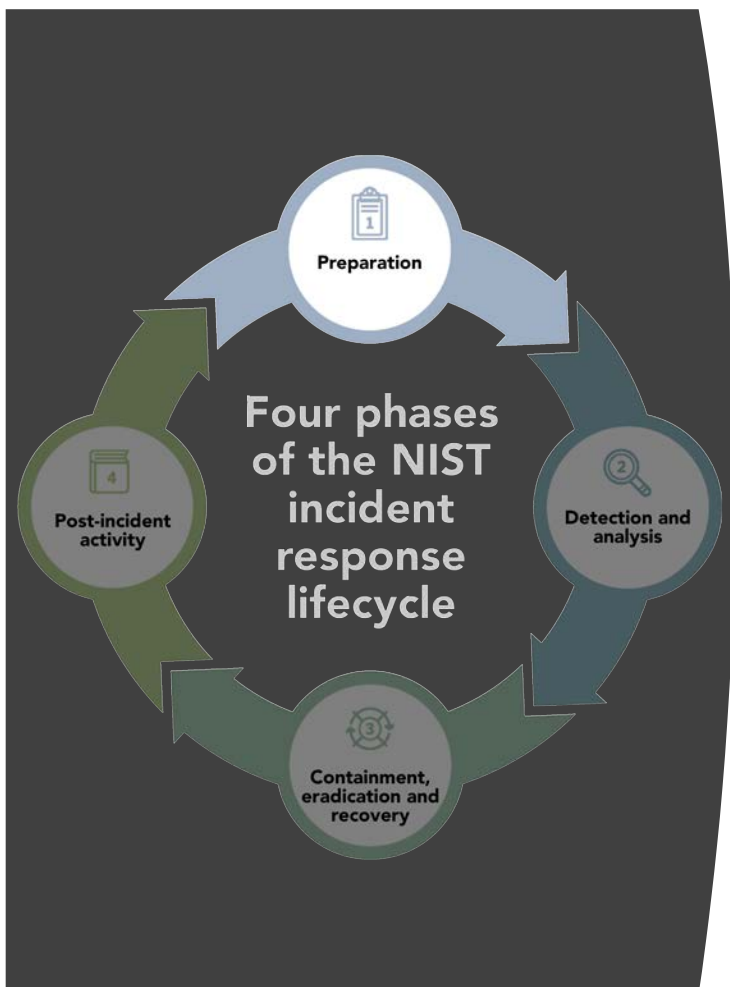 1
Preparation
Four phases
of the NIST
incident
response
lifecycle
2
Detection and
analysis
3
Containment,
eradication and
recovery
4
Post-incident
activity